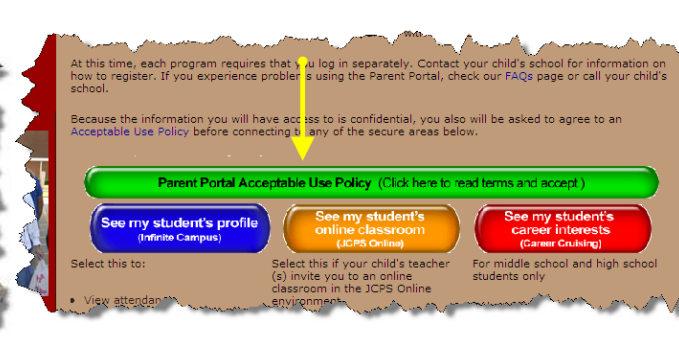 At this time, each program requires that you log in separately. Contact your child's school for information on
how to register. If you experience problems using the Parent Portal, check our FAQs page or call your child's
school.
Because the information you will have access to is confidential, you also will be asked to agree to an
Acceptable Use Policy before connecting to any of the secure areas below.
Parent Portal Acceptable Use Policy (Click here to read terms and accept )
See my student's profile
(Infinite Campus)
See my student's
online classroom
(JCPS Online)
See my student's
career interests
(Career Cruising)
Select this to:
• View attendan
Select this if your child's teacher
(s) invite you to an online
classroom in the JCPS Online
environment
For middle school and high school
students only